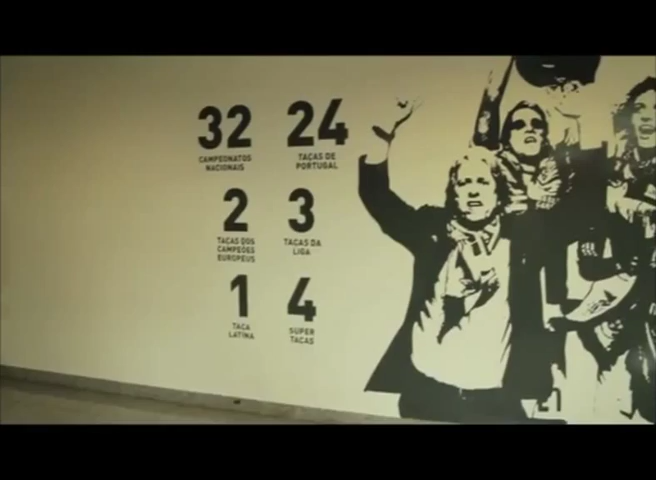 32
CAMPEONATOS
NACIONAIS
24
TAÇAS DE
PORTUGAL
2
TAÇAS DOS
CAMPEÕES
EUROPEUS
3
TAÇAS DA
LIGA
1
TAÇA
LATINA
4
SUPER
TAÇAS